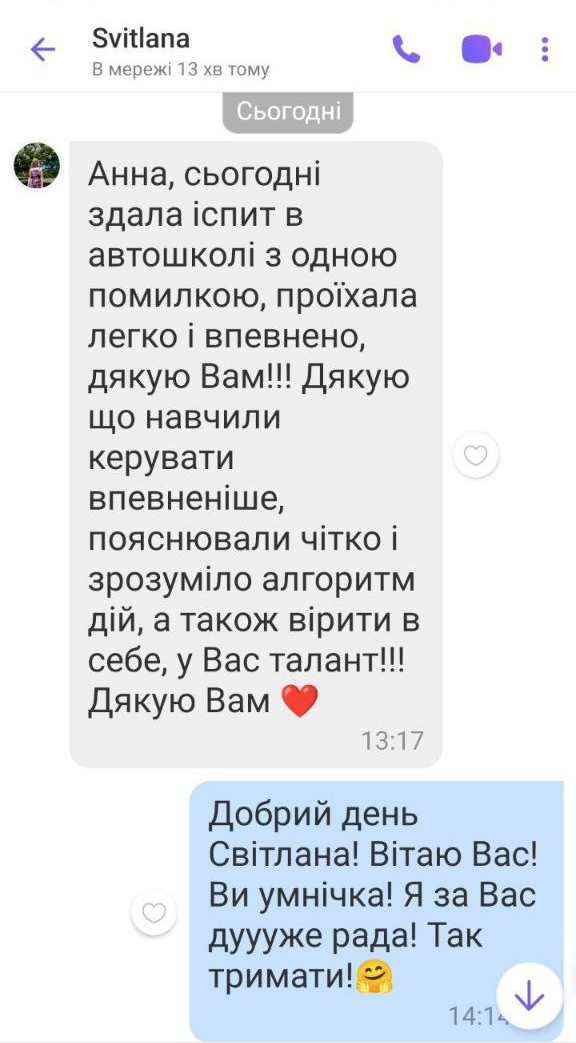 Svitlana
В мережі 13 хв тому
Сьогодні
Анна, сьогодні
здала іспит в
автошколі з одною
помилкою, проїхала
легко і впевнено,
дякую Вам!!! Дякую
що навчили
керувати
впевненіше,
пояснювали чітко і
зрозуміло алгоритм
дій, а також вірити в
себе, у Вас талант!!!
Дякую Вам ❤️
13:17
Добрий день
Світлана! Вітаю Вас!
Ви умнічка! Я за Вас
дуууже рада! Так
тримати!🤗
14:14